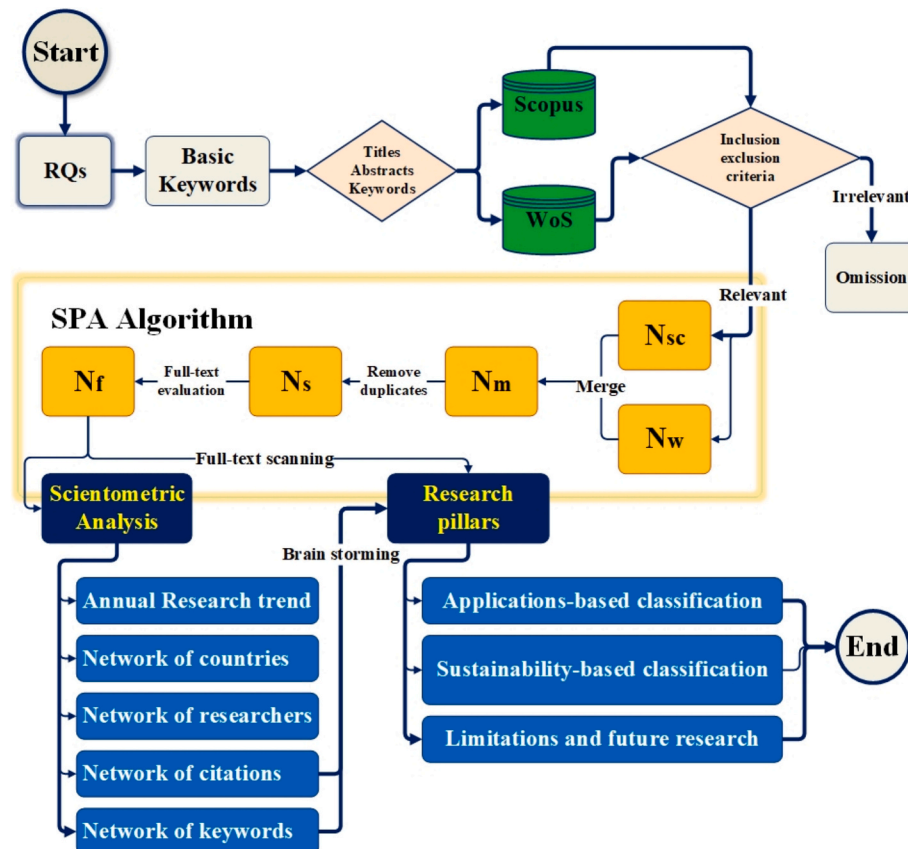 Start
RQs
Basic
Keywords
Titles
Abstracts
Keywords
Scopus
WoS
Inclusion
exclusion
criteria
Irrelevant
Omission
Relevant
SPA Algorithm
Nsc
Nw
Merge
Nm
Remove
duplicates
Ns
Full-text
evaluation
Nf
Full-text scanning
Scientometric
Analysis
Research
pillars
Brain storming
Annual Research trend
Network of countries
Network of researchers
Network of citations
Network of keywords
Applications-based classification
Sustainability-based classification
Limitations and future research
End